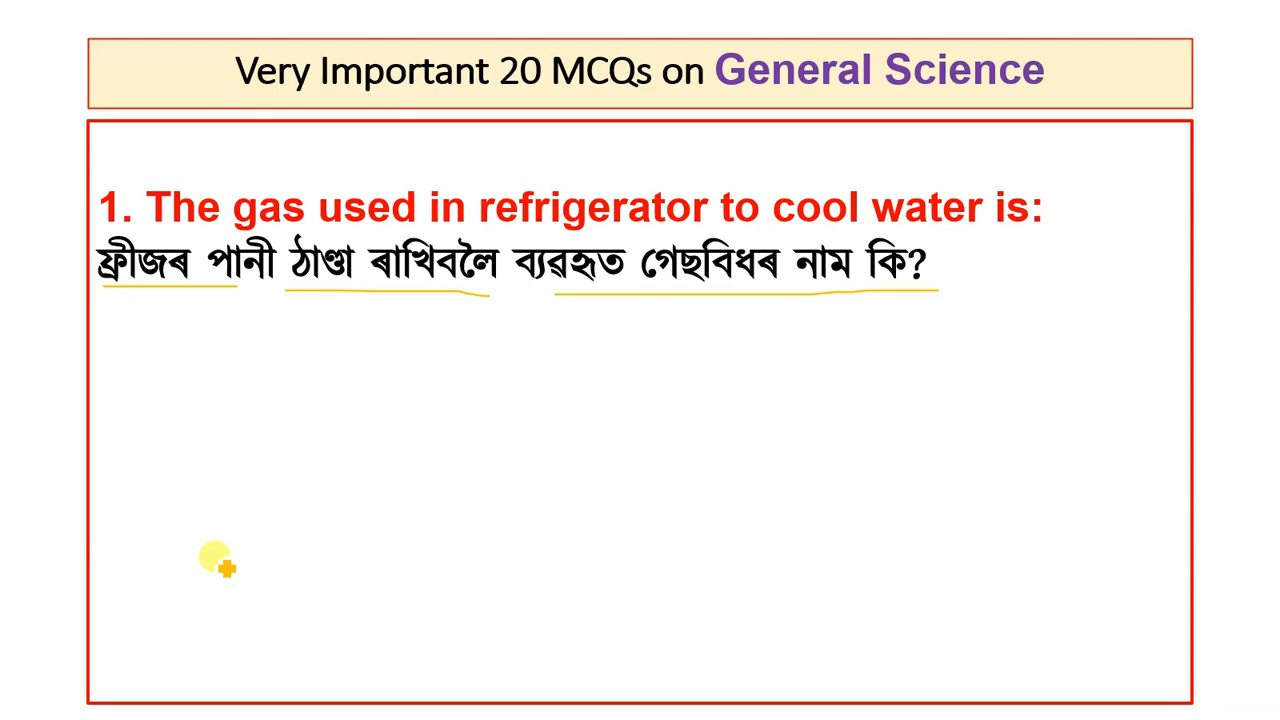 Very Important 20 MCQs on General Science
1. The gas used in refrigerator to cool water is:
ফ্ৰীজৰ পানী ঠাণ্ডা ৰাখিবলৈ ব্যৱহৃত গেছবিধৰ নাম কি?